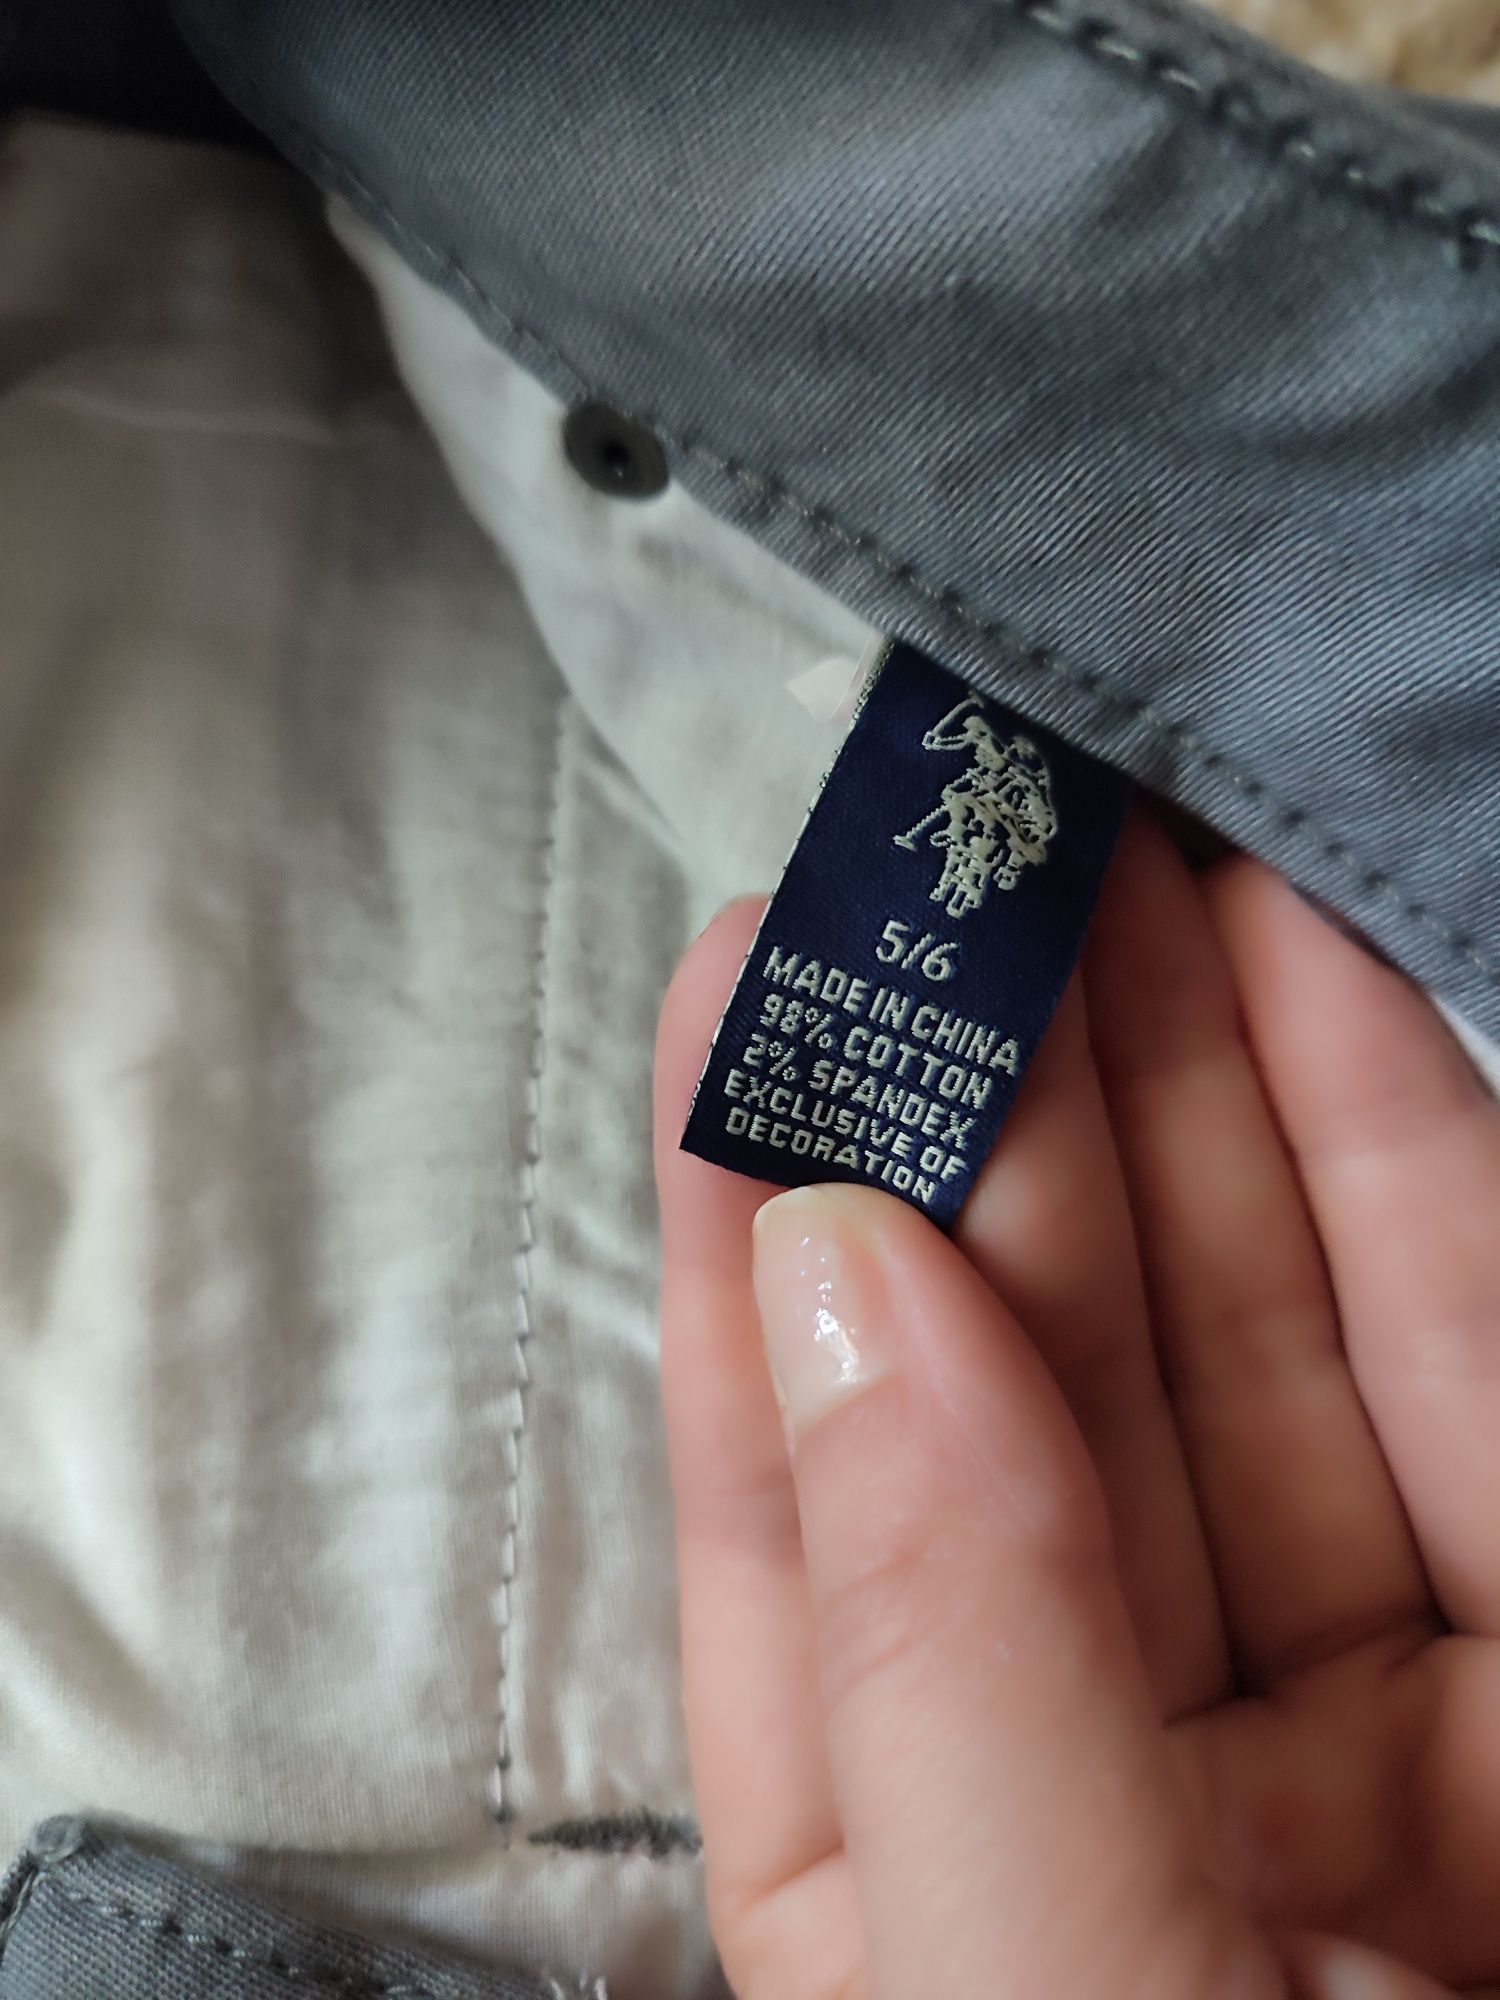 5/6
MADE IN CHINA
98% COTTON
2% SPANDEX
EXCLUSIVE OF
DECORATION